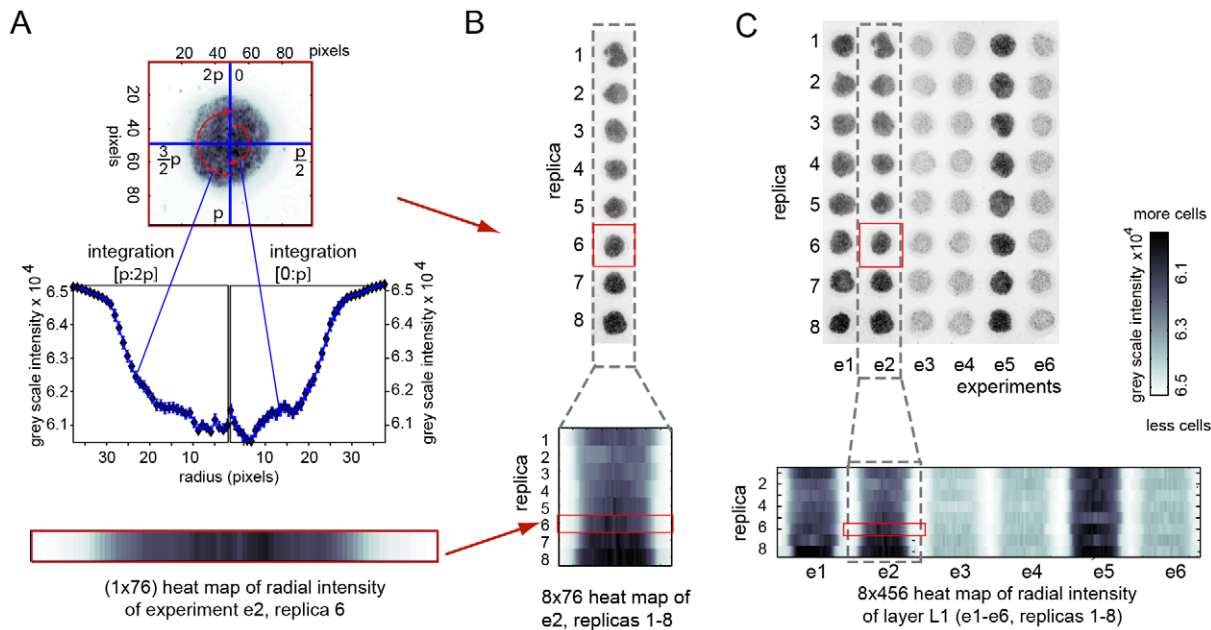 A
20 40 60 80 pixels
2p 0
20
40
60
80
pixels
3/2 p
p/2
p
integration
[p:2p]
integration
[0:p]
grey scale intensity x 10^4
6.5
6.4
6.3
6.2
6.1
6.5
6.4
6.3
6.2
6.1
grey scale intensity x 10^4
30 20 10 10 20 30
radius (pixels)
(1x76) heat map of radial intensity
of experiment e2, replica 6
B
replica
1
2
3
4
5
6
7
8
replica
1
2
3
4
5
6
7
8
8x76 heat map of
e2, replicas 1-8
C
replica
1
2
3
4
5
6
7
8
e1 e2 e3 e4 e5 e6
experiments
more cells
grey scale intensity x 10^4
6.1
6.3
6.5
less cells
replica
2
4
6
8
e1 e2 e3 e4 e5 e6
8x456 heat map of radial intensity
of layer L1 (e1-e6, replicas 1-8)